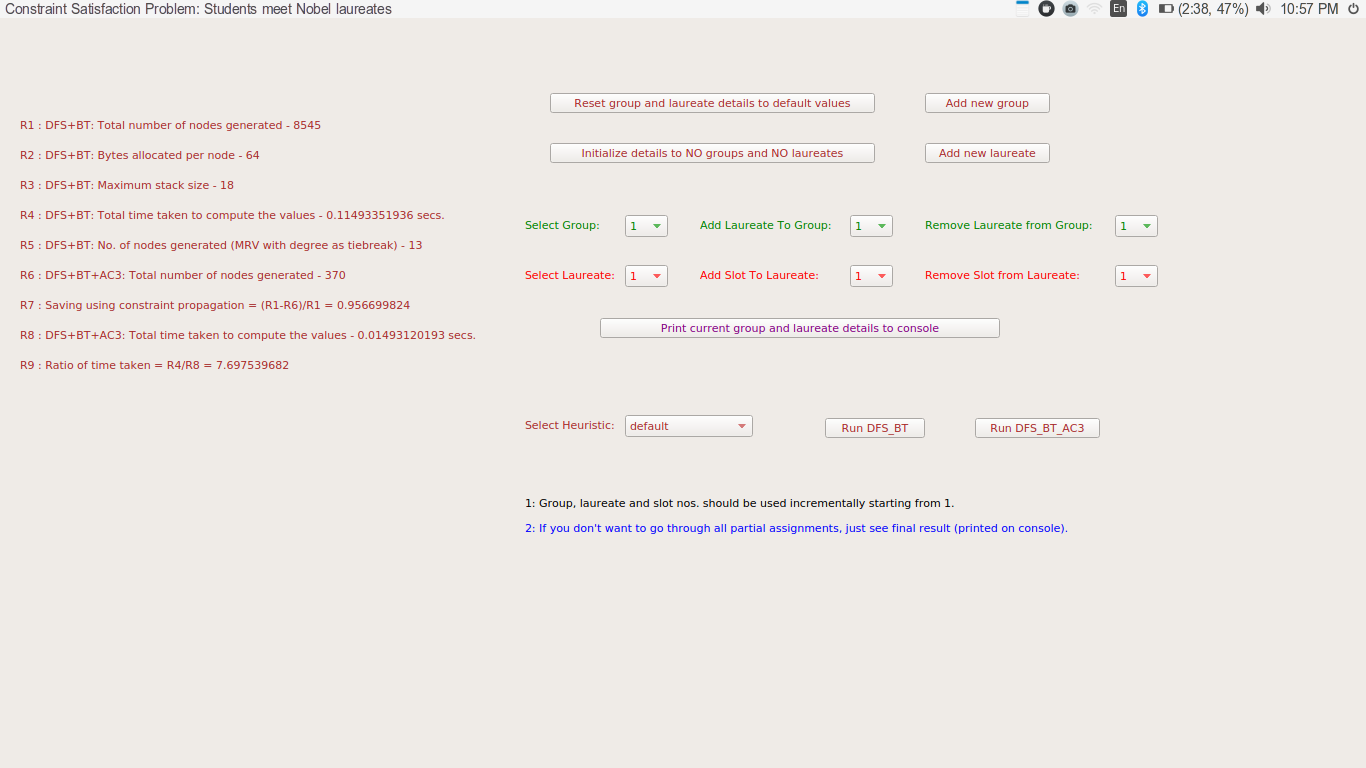 Constraint Satisfaction Problem: Students meet Nobel laureates
En (2:38, 47%) 10:57 PM
Reset group and laureate details to default values Add new group
R1 : DFS+BT: Total number of nodes generated - 8545
Initialize details to NO groups and NO laureates Add new laureate
R2 : DFS+BT: Bytes allocated per node - 64
R3 : DFS+BT: Maximum stack size - 18
R4 : DFS+BT: Total time taken to compute the values - 0.11493351936 secs.
Select Group: 1 Add Laureate To Group: 1 Remove Laureate from Group: 1
R5 : DFS+BT: No. of nodes generated (MRV with degree as tiebreak) - 13
R6 : DFS+BT+AC3: Total number of nodes generated - 370
Select Laureate: 1 Add Slot To Laureate: 1 Remove Slot from Laureate: 1
R7 : Saving using constraint propagation = (R1-R6)/R1 = 0.956699824
Print current group and laureate details to console
R8 : DFS+BT+AC3: Total time taken to compute the values - 0.01493120193 secs.
R9 : Ratio of time taken = R4/R8 = 7.697539682
Select Heuristic: default Run DFS_BT Run DFS_BT_AC3
1: Group, laureate and slot nos. should be used incrementally starting from 1.
2: If you don't want to go through all partial assignments, just see final result (printed on console).